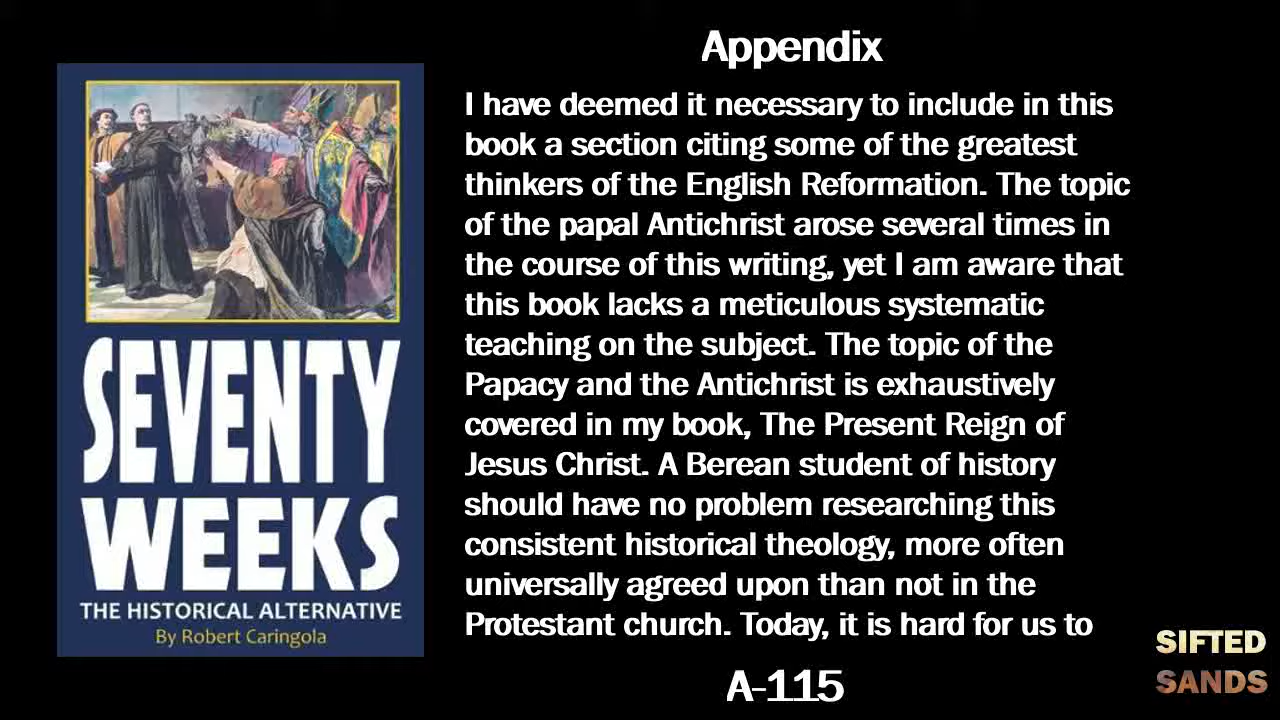 Appendix
I have deemed it necessary to include in this
book a section citing some of the greatest
thinkers of the English Reformation. The topic
of the papal Antichrist arose several times in
the course of this writing, yet I am aware that
this book lacks a meticulous systematic
teaching on the subject. The topic of the
Papacy and the Antichrist is exhaustively
covered in my book, The Present Reign of
Jesus Christ. A Berean student of history
should have no problem researching this
consistent historical theology, more often
universally agreed upon than not in the
Protestant church. Today, it is hard for us to
A-115
SEVENTY
WEEKS
THE HISTORICAL ALTERNATIVE
By Robert Caringola
SIFTED
SANDS